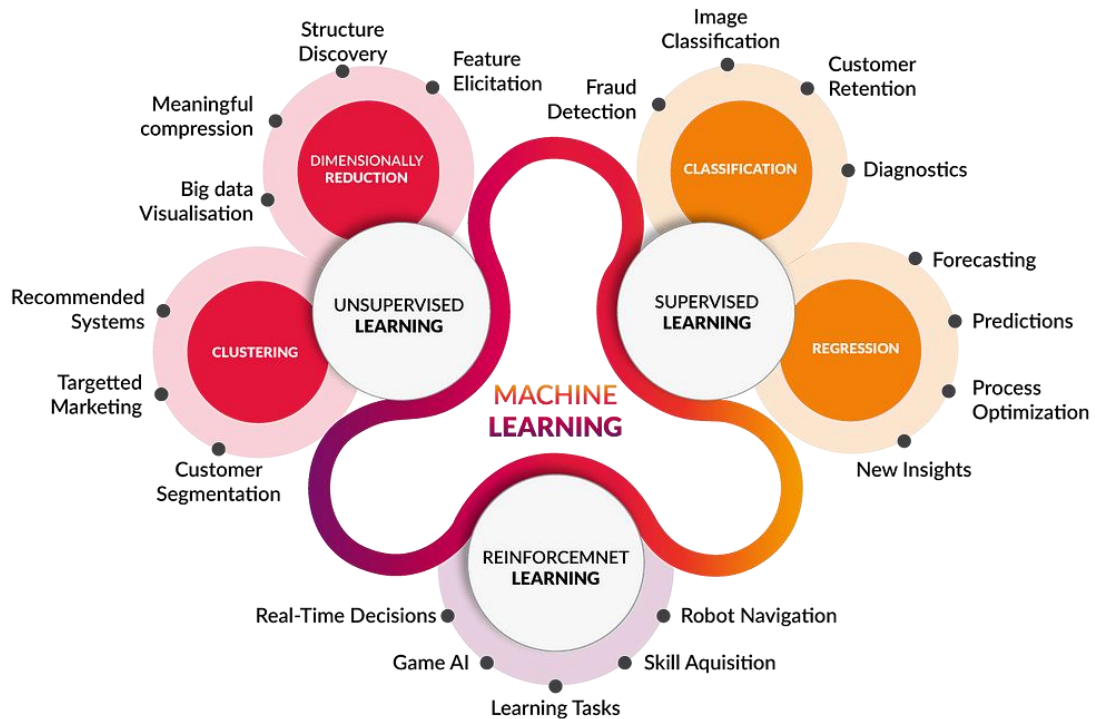 Structure
Discovery
Feature
Elicitation
Meaningful
compression
Big data
Visualisation
DIMENSIONALLY
REDUCTION
UNSUPERVISED
LEARNING
Recommended
Systems
Targetted
Marketing
Customer
Segmentation
CLUSTERING
Image
Classification
Fraud
Detection
Customer
Retention
Diagnostics
CLASSIFICATION
SUPERVISED
LEARNING
Forecasting
Predictions
Process
Optimization
New Insights
REGRESSION
MACHINE
LEARNING
REINFORCEMNET
LEARNING
Real-Time Decisions
Game AI
Learning Tasks
Skill Aquisition
Robot Navigation